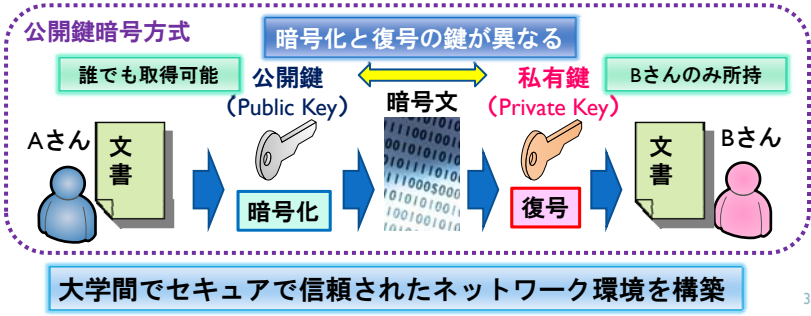 公開鍵暗号方式
暗号化と復号の鍵が異なる
誰でも取得可能
公開鍵
(Public Key)
暗号文
私有鍵
(Private Key)
Bさんのみ所持
Aさん
文書
暗号化
復号
文書
Bさん
大学間でセキュアで信頼されたネットワーク環境を構築
3